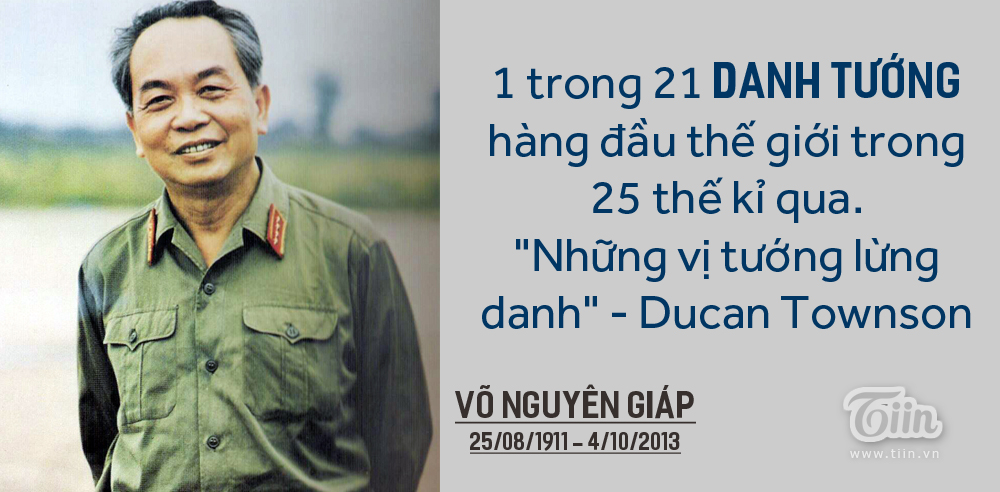 1 trong 21 DANH TƯỚNG
hàng đầu thế giới trong
25 thế kỉ qua.
"Những vị tướng lừng
danh" - Ducan Townson
VÕ NGUYÊN GIÁP
25/08/1911 – 4/10/2013
Tiin
www.tiin.vn